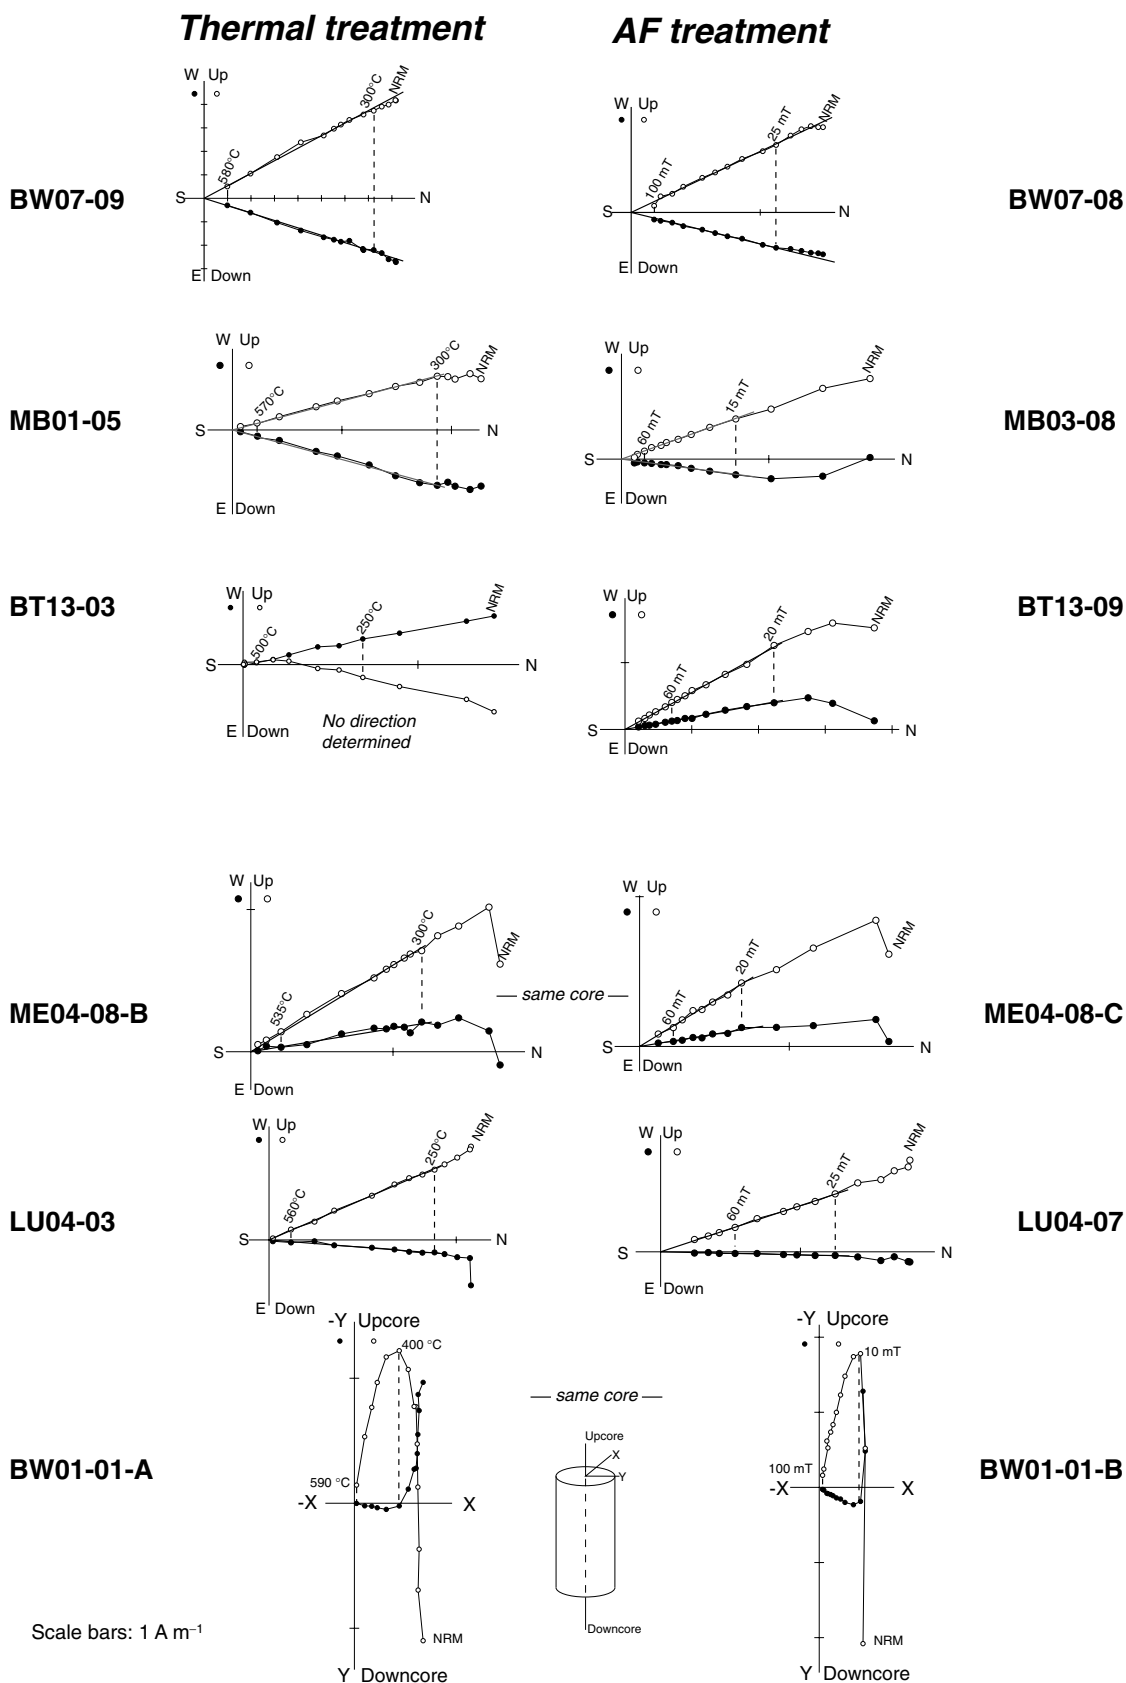 Thermal treatment
AF treatment
W Up
300°C
NRM
580°C
S
N
E Down
BW07-09
W Up
NRM
25 mT
100 mT
S
N
E Down
BW07-08
W Up
300°C
NRM
570°C
S
N
E Down
MB01-05
W Up
NRM
15 mT
60 mT
S
N
E Down
MB03-08
BT13-03
W Up
NRM
250°C
500°C
S
N
E Down
No direction
determined
W Up
NRM
20 mT
60 mT
S
N
E Down
BT13-09
W Up
300°C
NRM
535°C
S
N
E Down
ME04-08-B
same core
W Up
NRM
20 mT
60 mT
S
N
E Down
ME04-08-C
W Up
NRM
250°C
560°C
S
N
E Down
LU04-03
W Up
NRM
25 mT
60 mT
S
N
E Down
LU04-07
-Y Upcore
400 °C
590 °C
-X
X
NRM
Y Downcore
BW01-01-A
same core
Upcore
X
Y
Downcore
-Y Upcore
10 mT
100 mT
-X
X
NRM
Y Downcore
BW01-01-B
Scale bars: 1 A m⁻¹